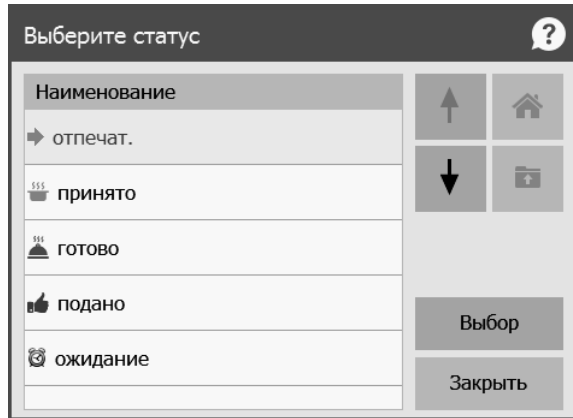 Выберите статус
Наименование
отпечат.
принято
готово
подано
ожидание
Выбор
Закрыть